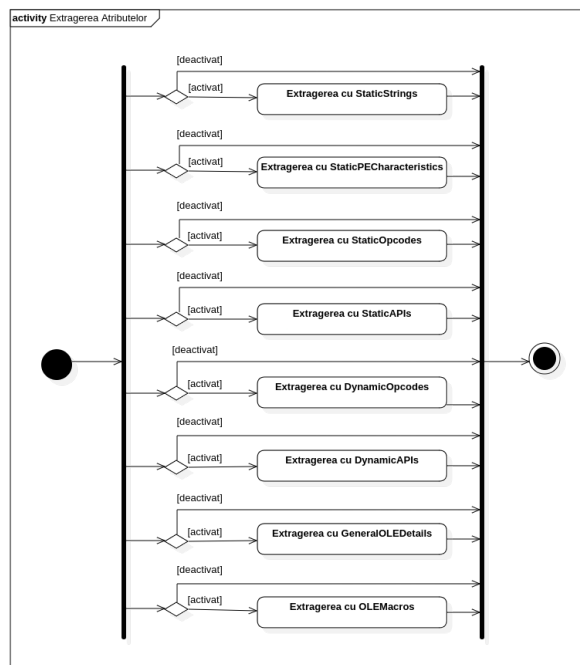 activity Extragerea Atributelor
[deactivat]
[activat]
Extragerea cu StaticStrings
[deactivat]
[activat]
Extragerea cu StaticPECharacteristics
[deactivat]
[activat]
Extragerea cu StaticOpcodes
[deactivat]
[activat]
Extragerea cu StaticAPIs
[deactivat]
[activat]
Extragerea cu DynamicOpcodes
[deactivat]
[activat]
Extragerea cu DynamicAPIs
[deactivat]
[activat]
Extragerea cu GeneralOLEDetails
[deactivat]
[activat]
Extragerea cu OLEMacros